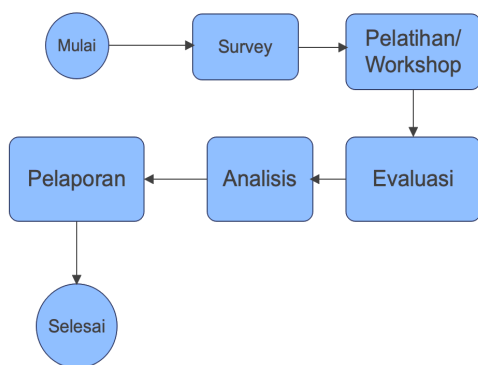 Mulai
Survey
Pelatihan/
Workshop
Evaluasi
Analisis
Pelaporan
Selesai